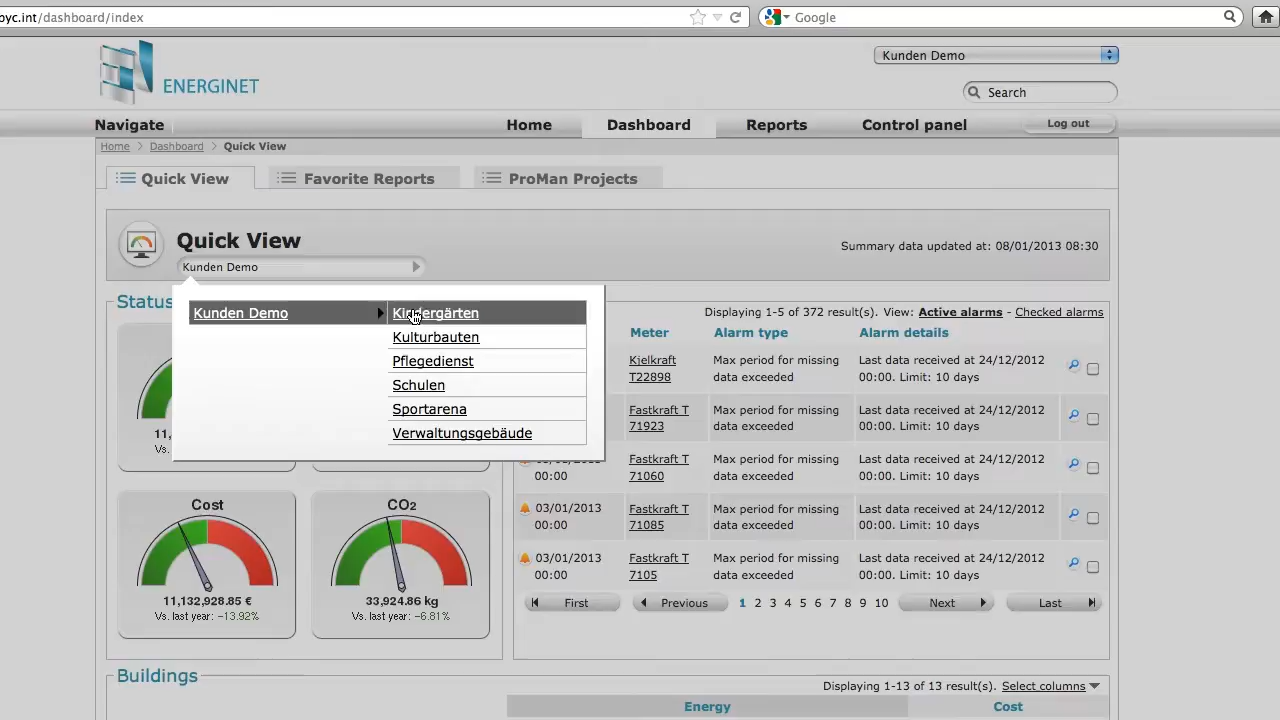 oyc.int/dashboard/index
Google
ENERGINET
Kunden Demo
Search
Navigate
Home
Dashboard
Reports
Control panel
Log out
Home > Dashboard > Quick View
Quick View
Favorite Reports
ProMan Projects
Quick View
Kunden Demo
Summary data updated at: 08/01/2013 08:30
Kunden Demo
Kindergärten
Kulturbauten
Pflegedienst
Schulen
Sportarena
Verwaltungsgebäude
Status
11,
Vs.
Cost
11,132,928.85 €
Vs. last year: -13.92%
CO2
33,924.86 kg
Vs. last year: -6.81%
Displaying 1-5 of 372 result(s). View: Active alarms - Checked alarms
Meter Alarm type Alarm details
Kjelkraft Max period for missing Last data received at 24/12/2012
T22898 data exceeded 00:00. Limit: 10 days
Fastkraft T Max period for missing Last data received at 24/12/2012
71923 data exceeded 00:00. Limit: 10 days
Fastkraft T Max period for missing Last data received at 24/12/2012
00:00 71060 data exceeded 00:00. Limit: 10 days
03/01/2013 Fastkraft T Max period for missing Last data received at 24/12/2012
00:00 71085 data exceeded 00:00. Limit: 10 days
03/01/2013 Fastkraft T Max period for missing Last data received at 24/12/2012
00:00 7105 data exceeded 00:00. Limit: 10 days
First Previous 1 2 3 4 5 6 7 8 9 10 Next Last
Buildings
Displaying 1-13 of 13 result(s). Select columns
Energy Cost